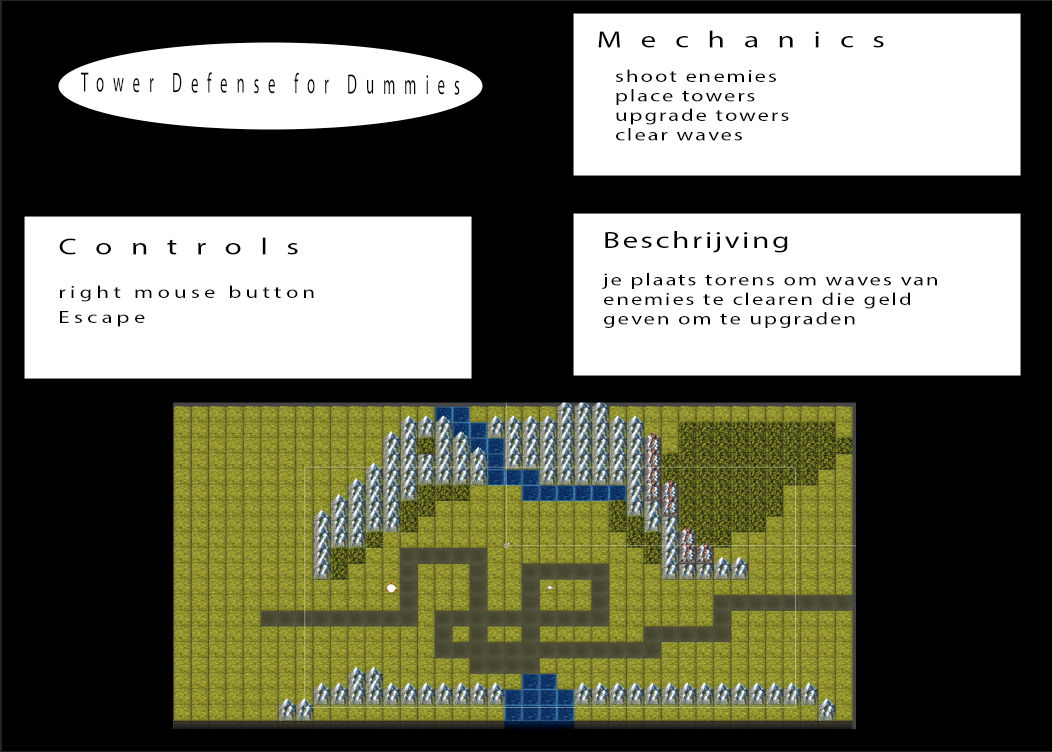 Tower Defense for Dummies
Mechanics
shoot enemies
place towers
upgrade towers
clear waves
Controls
right mouse button
Escape
Beschrijving
je plaats torens om waves van
enemies te clearen die geld
geven om te upgraden